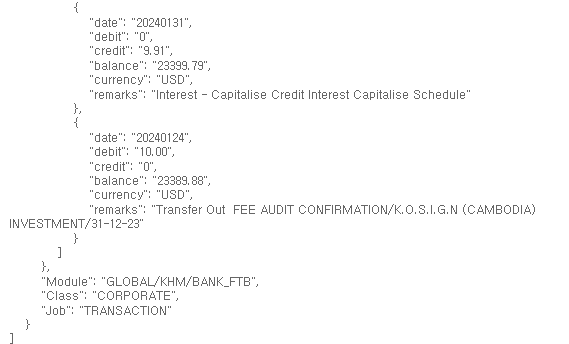 {
"date": "20240131",
"debit": "0",
"credit": "9.91",
"balance": "23399.79",
"currency": "USD",
"remarks": "Interest - Capitalise Credit Interest Capitalise Schedule"
},
{
"date": "20240124",
"debit": "10.00",
"credit": "0",
"balance": "23389.88",
"currency": "USD",
"remarks": "Transfer Out  FEE AUDIT CONFIRMATION/K.O.S.I.G.N (CAMBODIA)
INVESTMENT/31-12-23"
}
]
},
"Module": "GLOBAL/KHM/BANK_FTB",
"Class": "CORPORATE",
"Job": "TRANSACTION"
}
]